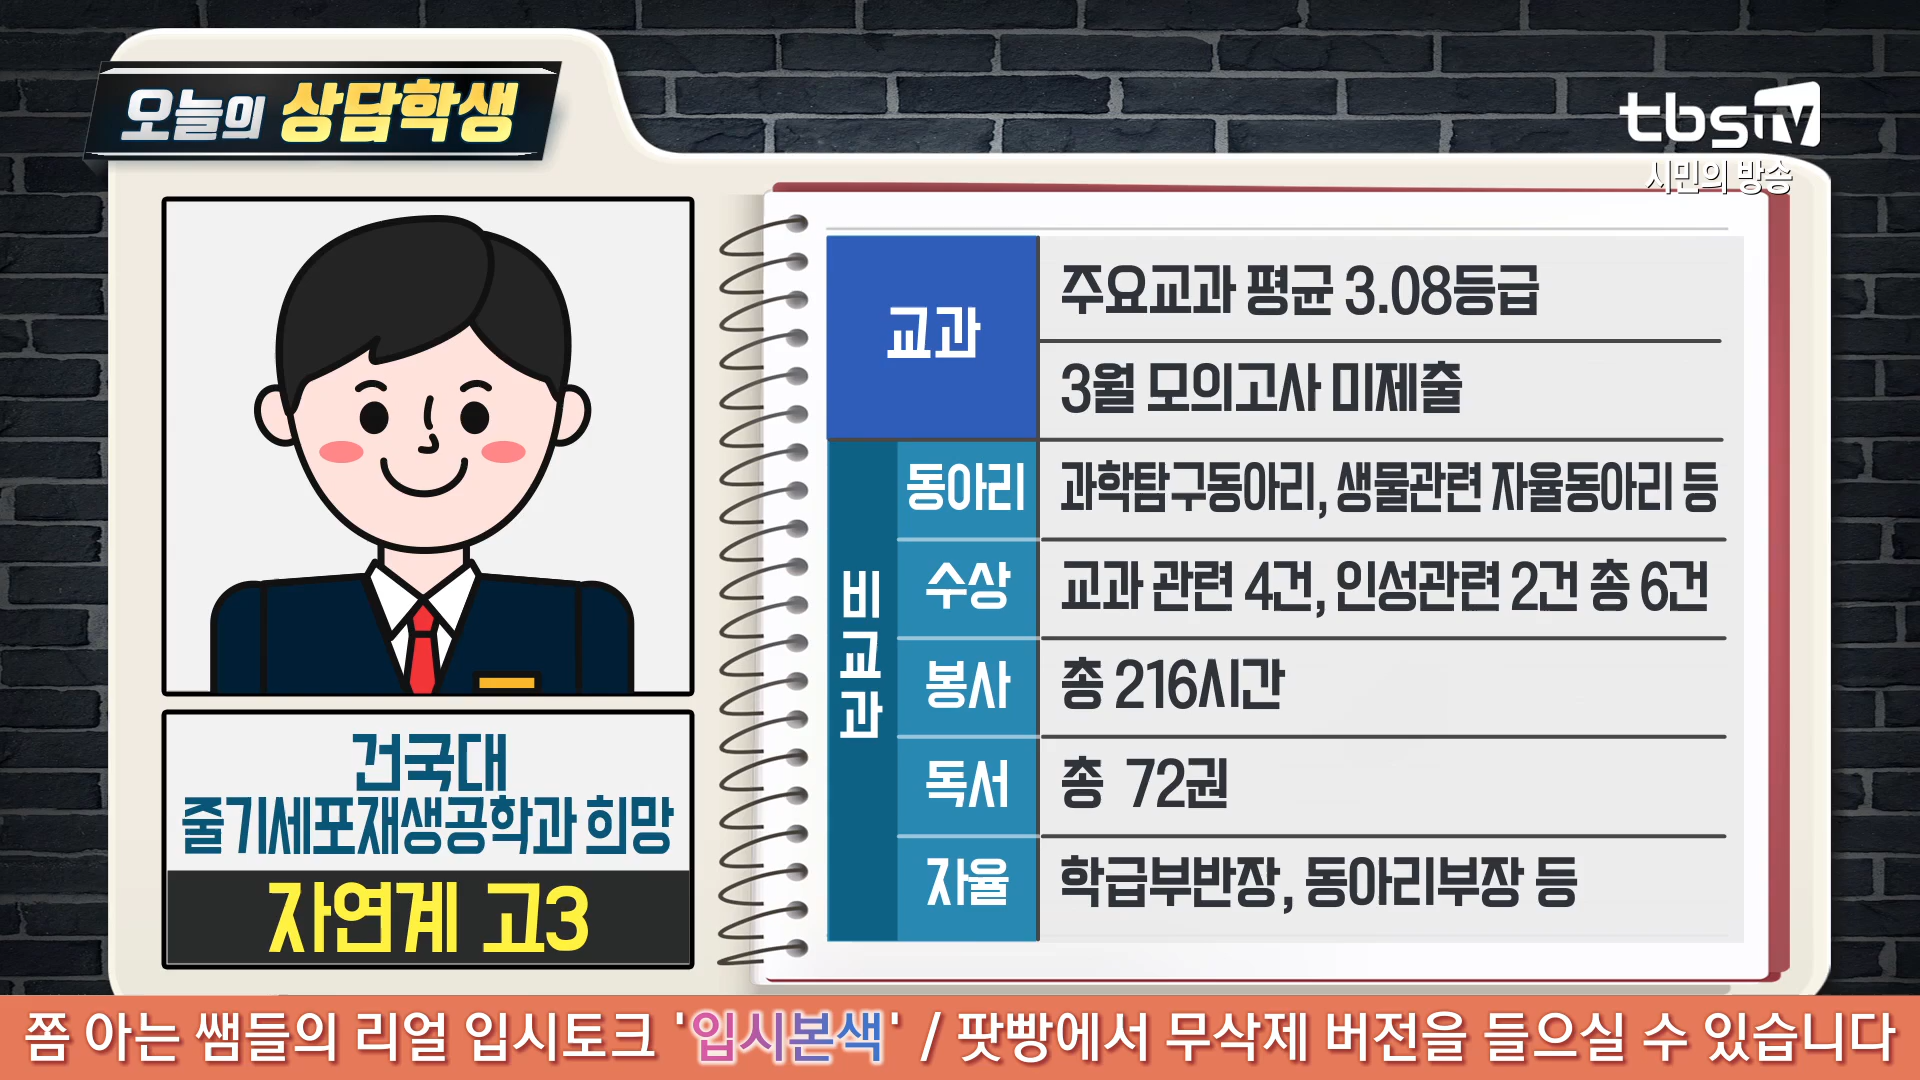 오늘의 상담학생
tbs TV
시민의 방송
건국대
줄기세포재생공학과 희망
자연계 고3
교과
주요교과 평균 3.08등급
3월 모의고사 미제출
비교과
동아리
과학탐구동아리, 생물관련 자율동아리 등
수상
교과 관련 4건, 인성관련 2건 총 6건
봉사
총 216시간
독서
총 72권
자율
학급부반장, 동아리부장 등
쫌 아는 쌤들의 리얼 입시토크 '입시본색' / 팟빵에서 무삭제 버전을 들으실 수 있습니다